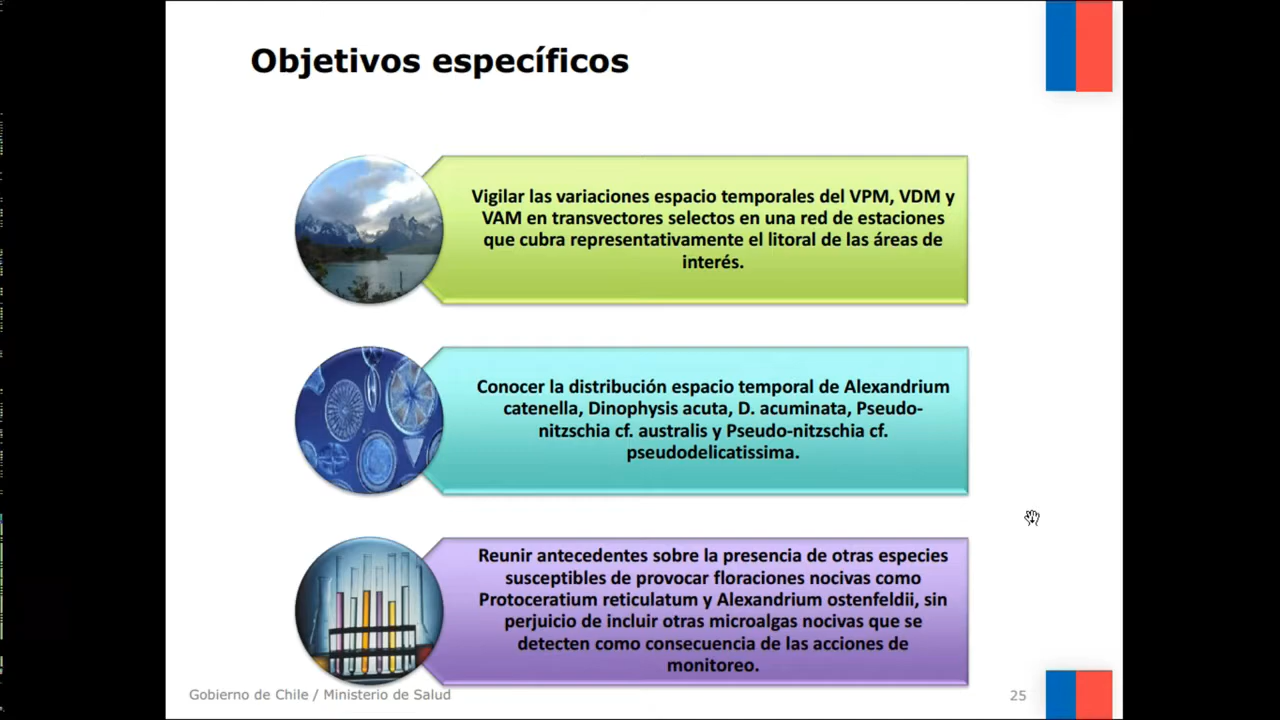 Objetivos específicos
Vigilar las variaciones espacio temporales del VPM, VDM y
VAM en transvectores selectos en una red de estaciones
que cubra representativamente el litoral de las áreas de
interés.
Conocer la distribución espacio temporal de Alexandrium
catenella, Dinophysis acuta, D. acuminata, Pseudo-
nitzschia cf. australis y Pseudo-nitzschia cf.
pseudodelicatissima.
Reunir antecedentes sobre la presencia de otras especies
susceptibles de provocar floraciones nocivas como
Protoceratium reticulatum y Alexandrium ostenfeldii, sin
perjuicio de incluir otras microalgas nocivas que se
detecten como consecuencia de las acciones de
monitoreo.
Gobierno de Chile / Ministerio de Salud
25